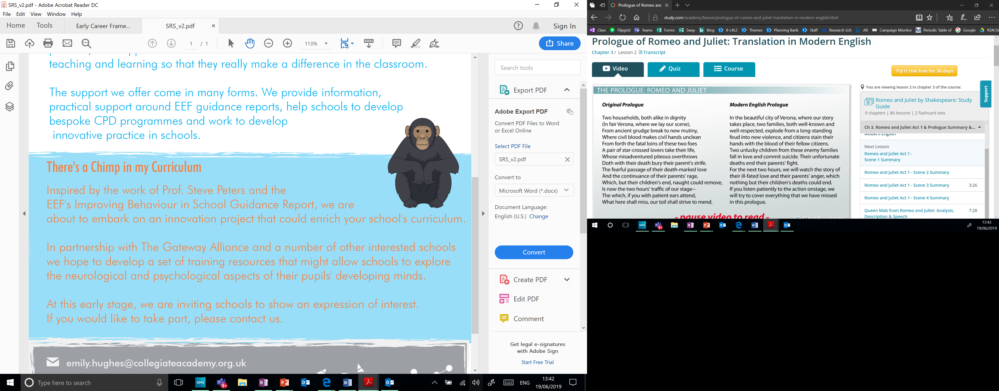 SRS_v2.pdf - Adobe Acrobat Reader DC
File Edit View Window Help
Home Tools Early Career Frame... SRS_v2.pdf Sign In
1 / 1 113% Share
teaching and learning so that they really make a difference in the classroom.
The support we offer come in many forms. We provide information,
practical support around EEF guidance reports, help schools to develop
bespoke CPD programmes and work to develop
innovative practice in schools.
There's a Chimp in my Curriculum
Inspired by the work of Prof. Steve Peters and the
EEF's Improving Behaviour in School Guidance Report, we are
about to embark on an innovation project that could enrich your school's curriculum.
In partnership with The Gateway Alliance and a number of other interested schools
we hope to develop a set of training resources that might allow schools to explore
the neurological and psychological aspects of their pupils' developing minds.
At this early stage, we are inviting schools to show an expression of interest.
If you would like to take part, please contact us.
emily.hughes@collegiateacademy.org.uk
Search tools
Export PDF
Adobe Export PDF
Convert PDF Files to Word
or Excel Online
Select PDF File
SRS_v2.pdf
Convert to
Microsoft Word (*.docx)
Document Language:
English (U.S.) Change
Convert
Create PDF
Edit PDF
Comment
Get legal e-signatures
with Adobe Sign
Start Free Trial
Type here to search
SIMS
9+
ENG
13:42
19/06/2019
Prologue of Romeo anc
study.com/academy/lesson/prologue-of-romeo-and-juliet-translation-in-modern-english.html
Class Flipgrid Teams Forms Sway Bing 8-L4L2 Themes Planning Bank Staff Research Sch AR Campaign Monitor Periodic Table of Google RSN Dr
Prologue of Romeo and Juliet: Translation in Modern English
Chapter 3 / Lesson 2 Transcript
Video Quiz Course
Try it risk-free for 30 days
THE PROLOGUE: ROMEO AND JULIET
Original Prologue
Two households, both alike in dignity
(In fair Verona, where we lay our scene),
From ancient grudge break to new mutiny,
Where civil blood makes civil hands unclean
From forth the fatal loins of these two foes
A pair of star-crossed lovers take their life,
Whose misadventured piteous overthrows
Doth with their death bury their parent's strife.
The fearful passage of their death-marked love
And the continuance of their parents' rage,
Which, but their children's end, naught could remove,
Is now the two hours' traffic of our stage--
The which, if you with patient ears attend,
What here shall miss, our toil shall strive to mend.
Modern English Prologue
In the beautiful city of Verona, where our story
takes place, two families, both well-known and
well-respected, explode from a long-standing
feud into new violence, and citizens stain their
hands with the blood of their fellow citizens.
Two unlucky children from these enemy families
fall in love and commit suicide. Their unfortunate
deaths end their parents' fight.
For the next two hours, we will watch the story of
their ill-fated love and their parents' anger, which
nothing but their children's deaths could end.
If you listen patiently to the action onstage, we
will try to cover everything that we have missed
in this prologue.
- pause video to read -
Study.com
You are viewing lesson 2 in chapter 3 of the course:
Support
Romeo and Juliet by Shakespeare: Study
Guide
9 chapters | 86 lessons | 2 flashcard sets
Ch 3. Romeo and Juliet Act 1 & Prologue Summary &...
Modern English
Next Lesson
Romeo and Juliet Act 1 -
Scene 1 Summary
Romeo and Juliet Act 1 - Scene 2 Summary
Romeo and Juliet Act 1 - Scene 3 Summary 3:26
Romeo and Juliet Act 1 - Scene 4 Summary
Queen Mab from Romeo and Juliet: Analysis, 7:28
Description & Speech
SIMS
9+
13:42
19/06/2019